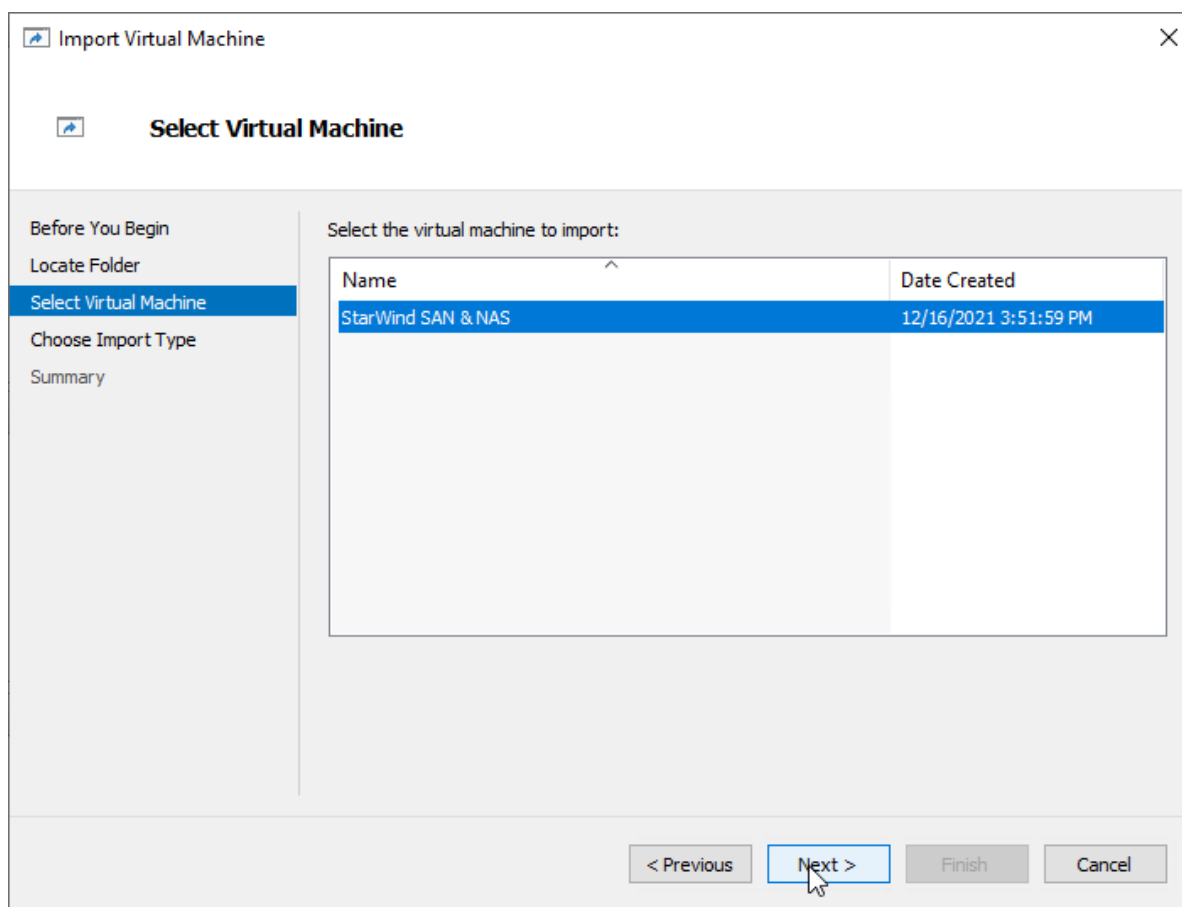 Import Virtual Machine
Select Virtual Machine
Before You Begin
Locate Folder
Select Virtual Machine
Choose Import Type
Summary
Select the virtual machine to import:
Name Date Created
StarWind SAN & NAS 12/16/2021 3:51:59 PM
< Previous Next > Finish Cancel